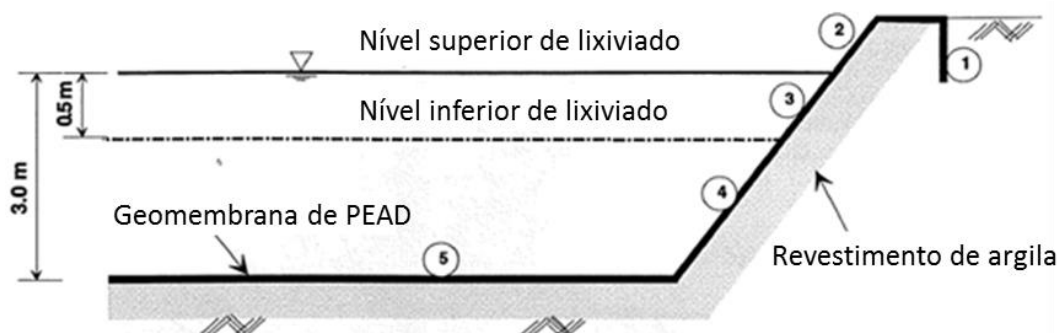 Nível superior de lixiviado
2
1
0.5 m
3
Nível inferior de lixiviado
3.0 m
4
Geomembrana de PEAD
Revestimento de argila
5